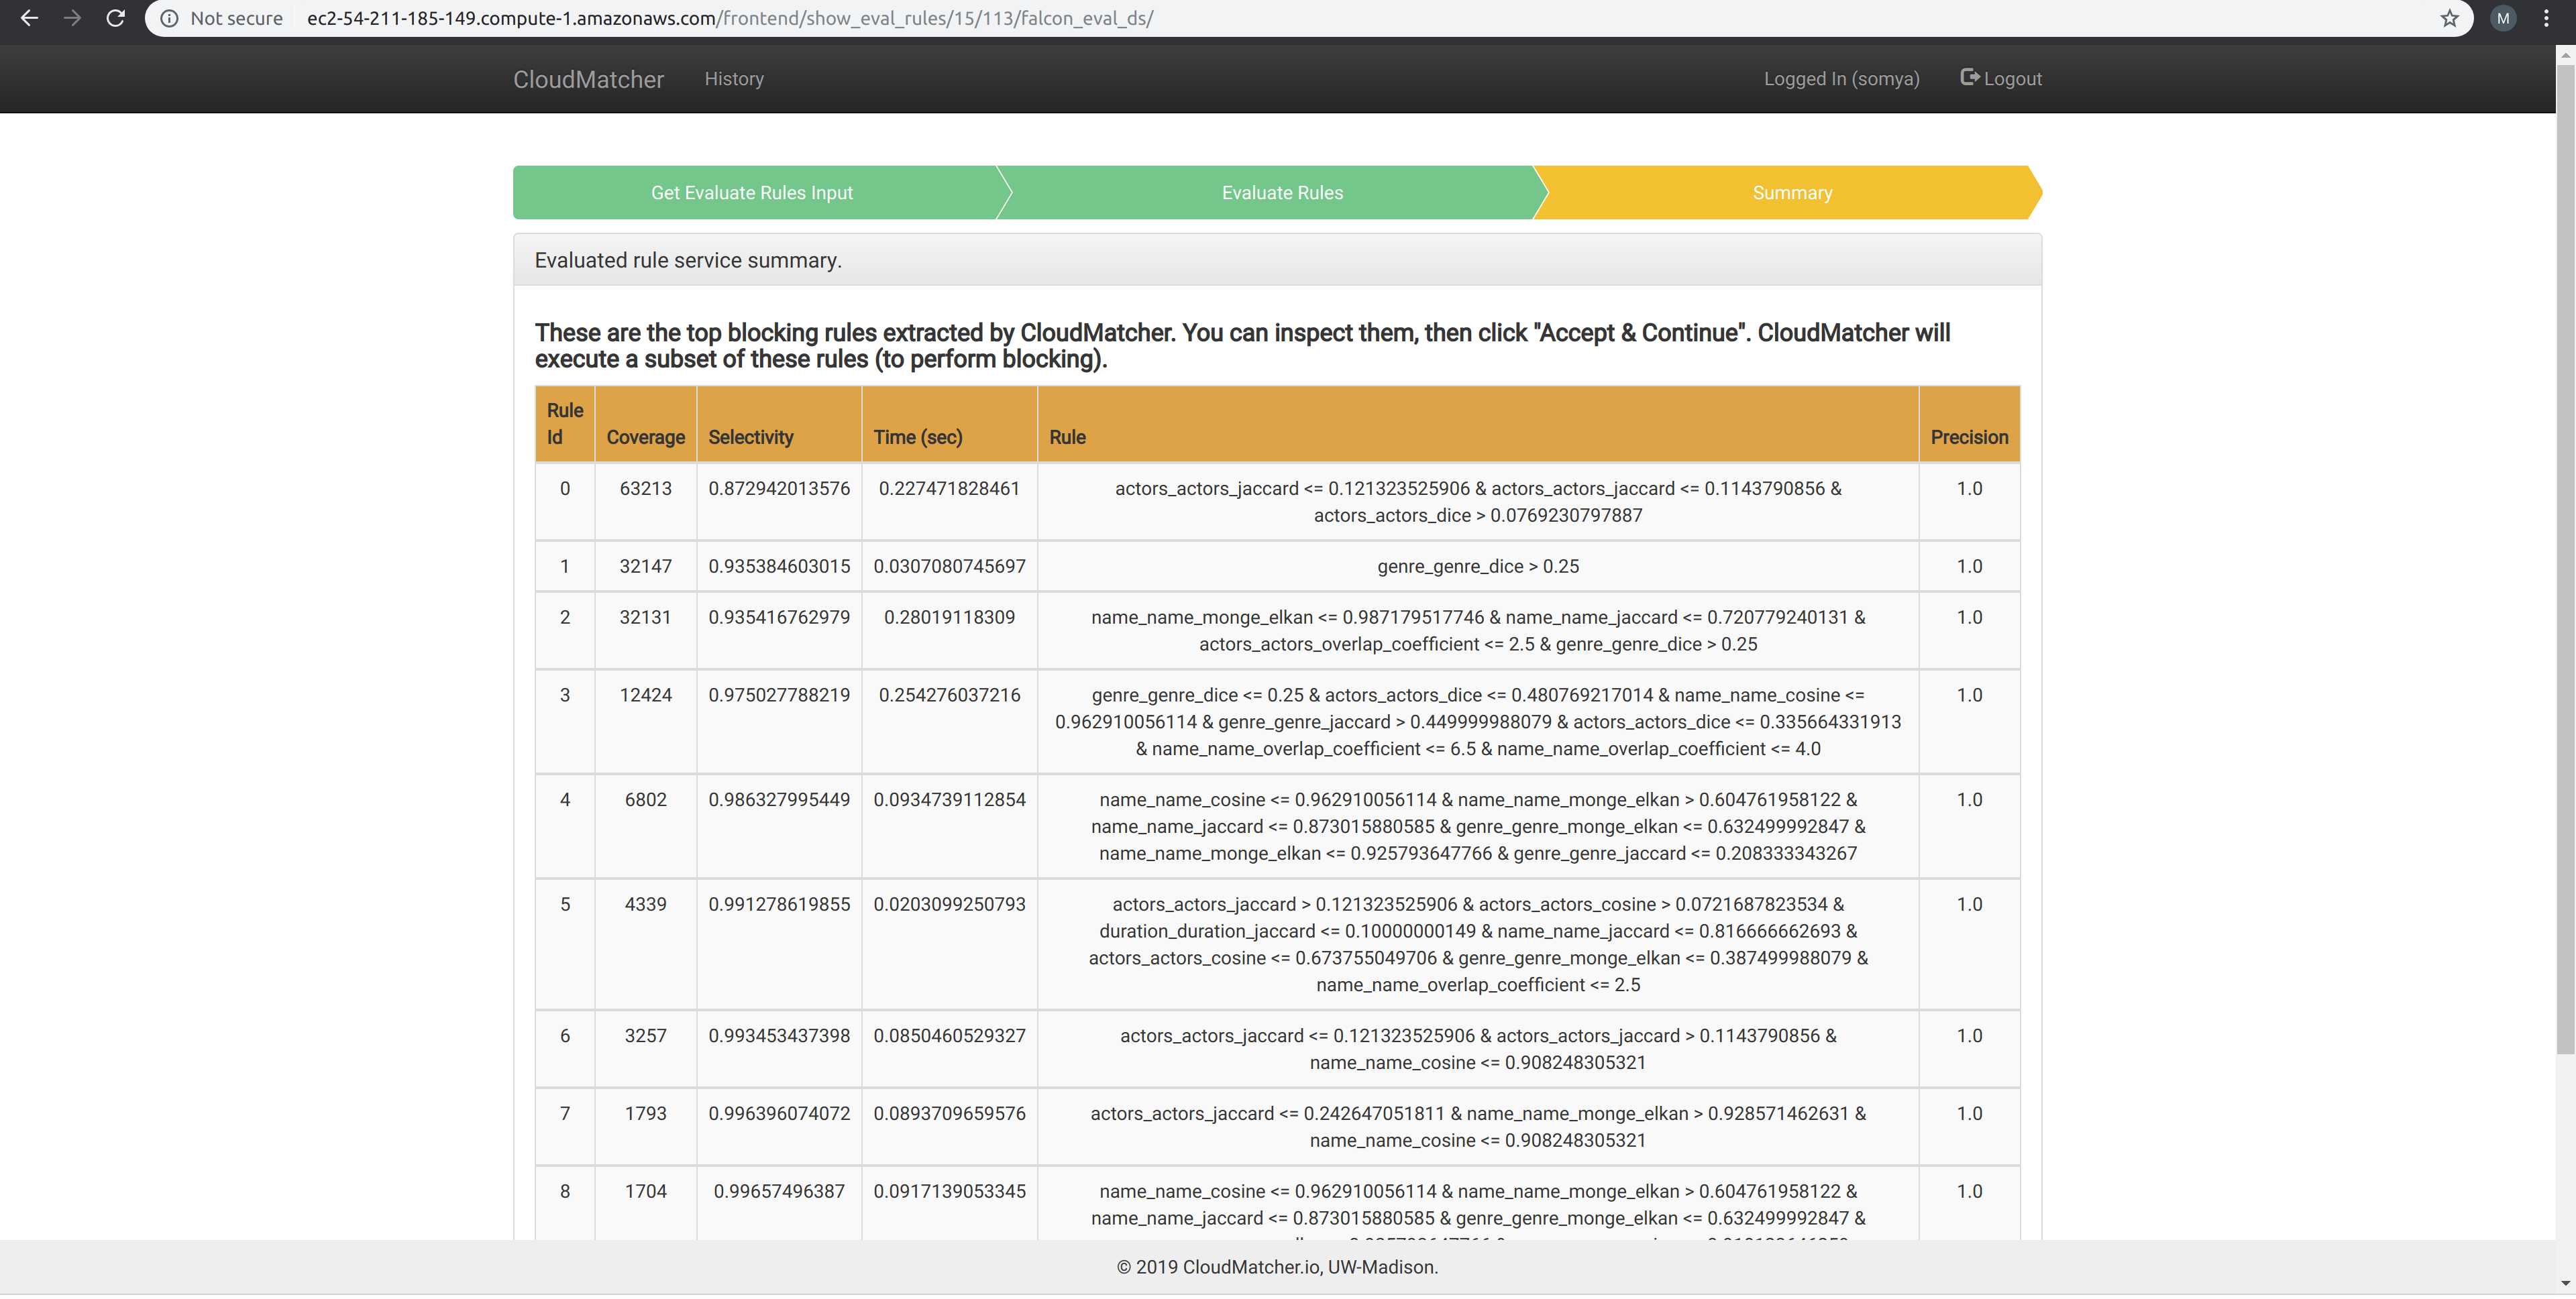 Not secure ec2-54-211-185-149.compute-1.amazonaws.com/frontend/show_eval_rules/15/113/falcon_eval_ds/ M
CloudMatcher History Logged In (somya) Logout
Get Evaluate Rules Input Evaluate Rules Summary
Evaluated rule service summary.
These are the top blocking rules extracted by CloudMatcher. You can inspect them, then click "Accept & Continue". CloudMatcher will
execute a subset of these rules (to perform blocking).
Rule
Id Coverage Selectivity Time (sec) Rule Precision
0 63213 0.872942013576 0.227471828461 actors_actors_jaccard <= 0.121323525906 & actors_actors_jaccard <= 0.1143790856 & 1.0
actors_actors_dice > 0.0769230797887
1 32147 0.935384603015 0.0307080745697 genre_genre_dice > 0.25 1.0
2 32131 0.935416762979 0.28019118309 name_name_monge_elkan <= 0.987179517746 & name_name_jaccard <= 0.720779240131 & 1.0
actors_actors_overlap_coefficient <= 2.5 & genre_genre_dice > 0.25
3 12424 0.975027788219 0.254276037216 genre_genre_dice <= 0.25 & actors_actors_dice <= 0.480769217014 & name_name_cosine <= 1.0
0.962910056114 & genre_genre_jaccard > 0.449999988079 & actors_actors_dice <= 0.335664331913
& name_name_overlap_coefficient <= 6.5 & name_name_overlap_coefficient <= 4.0
4 6802 0.986327995449 0.0934739112854 name_name_cosine <= 0.962910056114 & name_name_monge_elkan > 0.604761958122 & 1.0
name_name_jaccard <= 0.873015880585 & genre_genre_monge_elkan <= 0.632499992847 &
name_name_monge_elkan <= 0.925793647766 & genre_genre_jaccard <= 0.208333343267
5 4339 0.991278619855 0.0203099250793 actors_actors_jaccard > 0.121323525906 & actors_actors_cosine > 0.0721687823534 & 1.0
duration_duration_jaccard <= 0.10000000149 & name_name_jaccard <= 0.816666662693 &
actors_actors_cosine <= 0.673755049706 & genre_genre_monge_elkan <= 0.387499988079 &
name_name_overlap_coefficient <= 2.5
6 3257 0.993453437398 0.0850460529327 actors_actors_jaccard <= 0.121323525906 & actors_actors_jaccard > 0.1143790856 & 1.0
name_name_cosine <= 0.908248305321
7 1793 0.996396074072 0.0893709659576 actors_actors_jaccard <= 0.242647051811 & name_name_monge_elkan > 0.928571462631 & 1.0
name_name_cosine <= 0.908248305321
8 1704 0.99657496387 0.0917139053345 name_name_cosine <= 0.962910056114 & name_name_monge_elkan > 0.604761958122 & 1.0
name_name_jaccard <= 0.873015880585 & genre_genre_monge_elkan <= 0.632499992847 &
© 2019 CloudMatcher.io, UW-Madison.